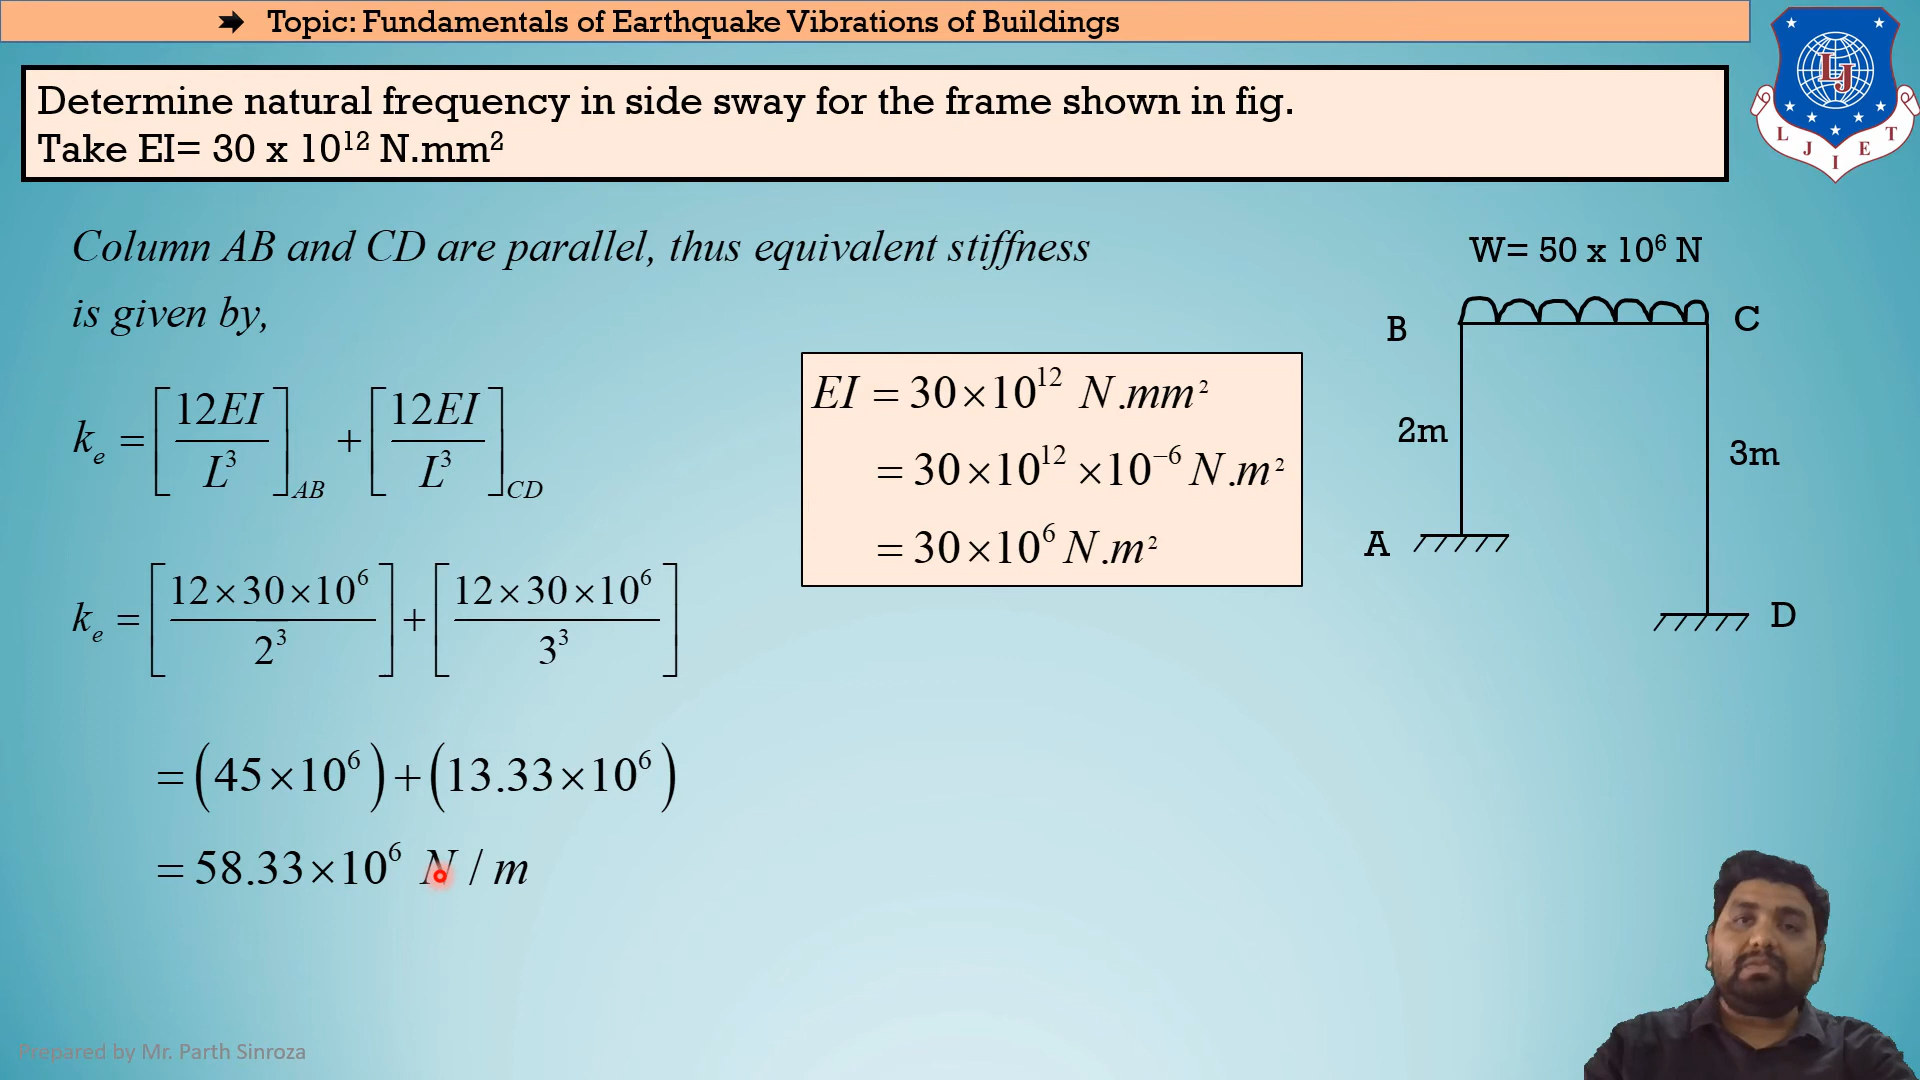 ➡ Topic: Fundamentals of Earthquake Vibrations of Buildings
Determine natural frequency in side sway for the frame shown in fig.
Take EI= 30 x 10¹² N.mm²
L J I E T
LJ
Column AB and CD are parallel, thus equivalent stiffness
is given by,
kₑ = [12EI / L³]AB + [12EI / L³]CD
kₑ = [12×30×10⁶ / 2³] + [12×30×10⁶ / 3³]
= (45×10⁶) + (13.33×10⁶)
= 58.33×10⁶ N / m
EI = 30×10¹² N.mm²
= 30×10¹² ×10⁻⁶ N.m²
= 30×10⁶ N.m²
W= 50 x 10⁶ N
B
C
2m
3m
A
D
Prepared by Mr. Parth Sinroza